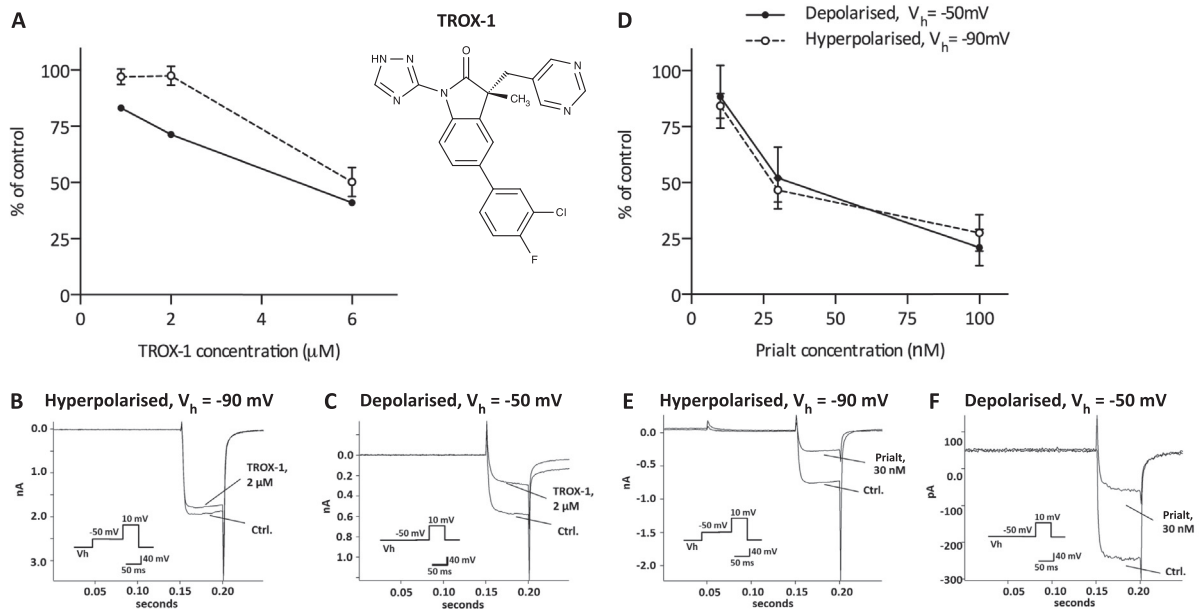 A
TROX-1
% of control
100
75
50
25
0
0 2 4 6
TROX-1 concentration (µM)
HN N
N
N
O
CH3
N
N
Cl
F
D
Depolarised, Vh= -50mV
Hyperpolarised, Vh= -90mV
% of control
100
75
50
25
0
0 25 50 75 100
Prialt concentration (nM)
B Hyperpolarised, Vh = -90 mV
nA
0.0
1.0
2.0
3.0
TROX-1,
2 µM
Ctrl.
10 mV
-50 mV
Vh
40 mV
50 ms
0.05 0.10 0.15 0.20
seconds
C Depolarised, Vh = -50 mV
nA
0.0
0.2
0.4
0.6
0.8
1.0
TROX-1,
2 µM
Ctrl.
10 mV
-50 mV
40 mV
50 ms
0.05 0.10 0.15 0.20
seconds
E Hyperpolarised, Vh = -90 mV
nA
0.0
-0.5
-1.0
-1.5
-2.0
Prialt,
30 nM
Ctrl.
10 mV
-50 mV
Vh
40 mV
50 ms
0.05 0.10 0.15 0.20
seconds
F Depolarised, Vh = -50 mV
pA
100
0.0
-100
-200
-300
Prialt,
30 nM
Ctrl.
10 mV
-50 mV
40 mV
50 ms
0.05 0.10 0.15 0.20
seconds